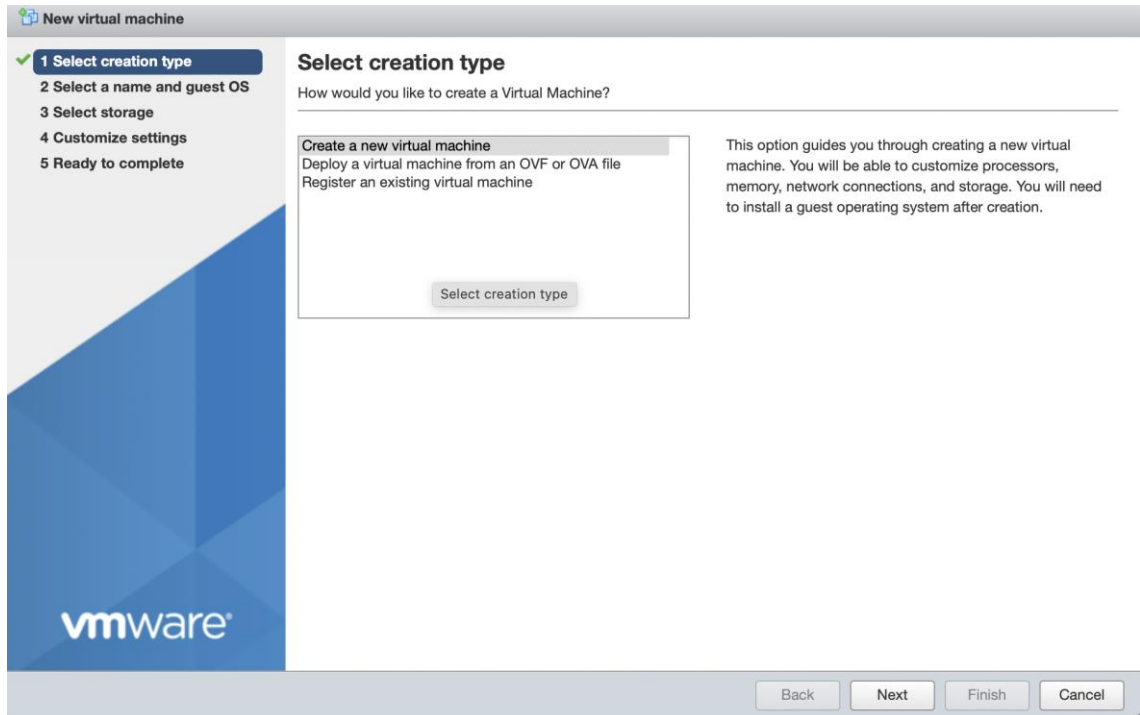 New virtual machine
1 Select creation type
2 Select a name and guest OS
3 Select storage
4 Customize settings
5 Ready to complete
Select creation type
How would you like to create a Virtual Machine?
Create a new virtual machine
Deploy a virtual machine from an OVF or OVA file
Register an existing virtual machine
Select creation type
This option guides you through creating a new virtual
machine. You will be able to customize processors,
memory, network connections, and storage. You will need
to install a guest operating system after creation.
vmware®
Back
Next
Finish
Cancel